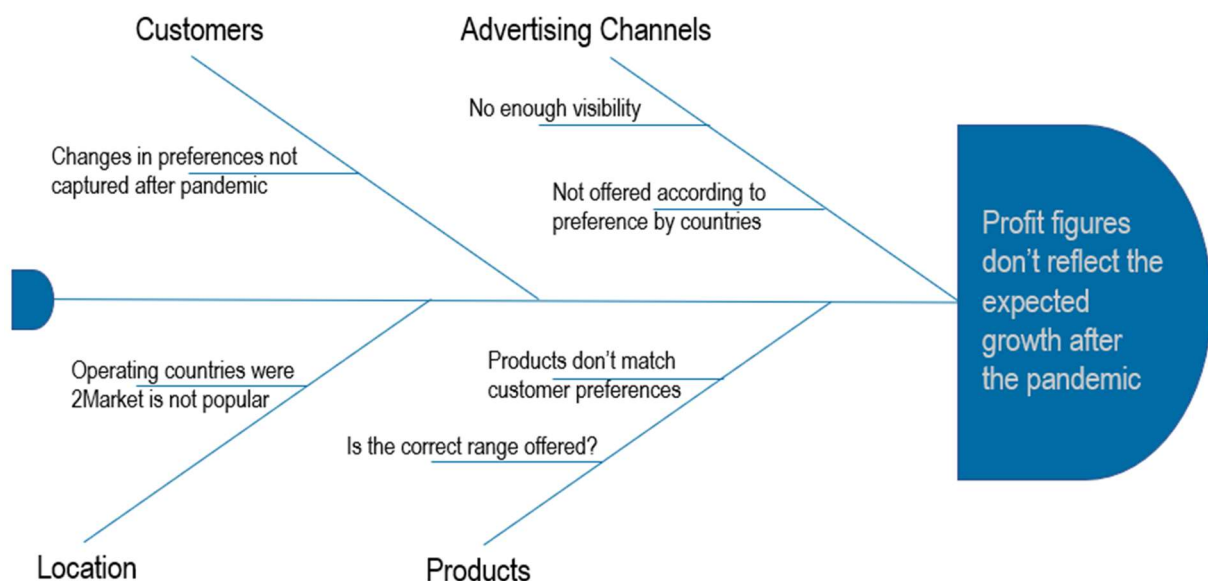 Customers
Advertising Channels
No enough visibility
Changes in preferences not
captured after pandemic
Not offered according to
preference by countries
Profit figures
don't reflect the
expected
growth after
the pandemic
Operating countries were
2Market is not popular
Products don't match
customer preferences
Is the correct range offered?
Location
Products